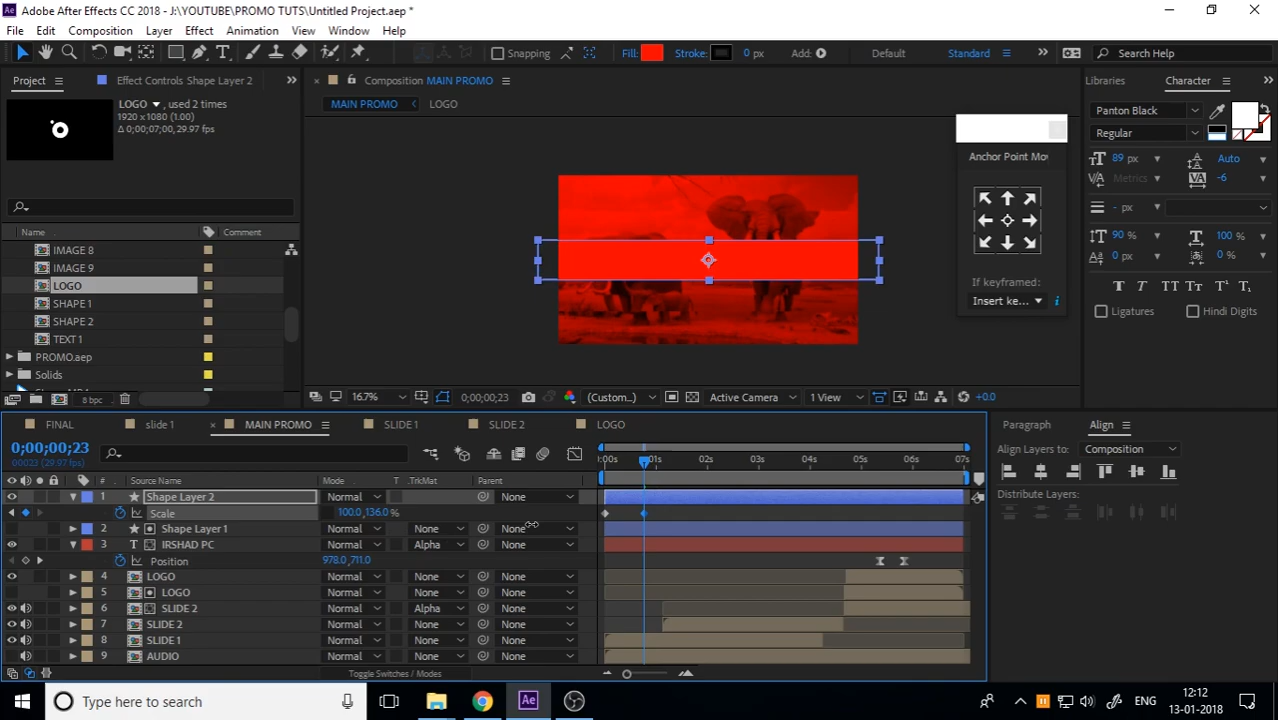 Adobe After Effects CC 2018 - J:\YOUTUBE\PROMO TUTS\Untitled Project.aep *
File Edit Composition Layer Effect Animation View Window Help
Snapping Fill: Stroke: 0 px Add: Default Standard Search Help
Project Effect Controls Shape Layer 2 Composition MAIN PROMO Libraries Character
LOGO , used 2 times
1920 x 1080 (1.00)
Δ 0;00;07;00, 29.97 fps
MAIN PROMO LOGO
Panton Black
Regular
Anchor Point Mov
89 px Auto
Metrics -6
- px
90 % 100 %
0 px 0 %
If keyframed:
Insert ke...
Ligatures Hindi Digits
Name Comment
IMAGE 8
IMAGE 9
LOGO
SHAPE 1
SHAPE 2
TEXT 1
PROMO.aep
Solids
8 bpc
16.7% 0;00;00;23 (Custom... Active Camera 1 View +0.0
FINAL slide 1 MAIN PROMO SLIDE 1 SLIDE 2 LOGO
Paragraph Align
0;00;00;23
00023 (29.97 fps)
Align Layers to: Composition
Distribute Layers:
:00s 01s 02s 03s 04s 05s 06s 07s
# Source Name Mode T TrkMat Parent
1 Shape Layer 2 Normal None
Scale 100.0,136.0%
2 Shape Layer 1 Normal None None
3 T IRSHAD PC Normal Alpha None
Position 978.0,711.0
4 LOGO Normal None None
5 LOGO Normal None None
6 SLIDE 2 Normal Alpha None
7 SLIDE 2 Normal None None
8 SLIDE 1 Normal None None
9 AUDIO Normal None None
Toggle Switches / Modes
Type here to search
ENG
12:12
13-01-2018